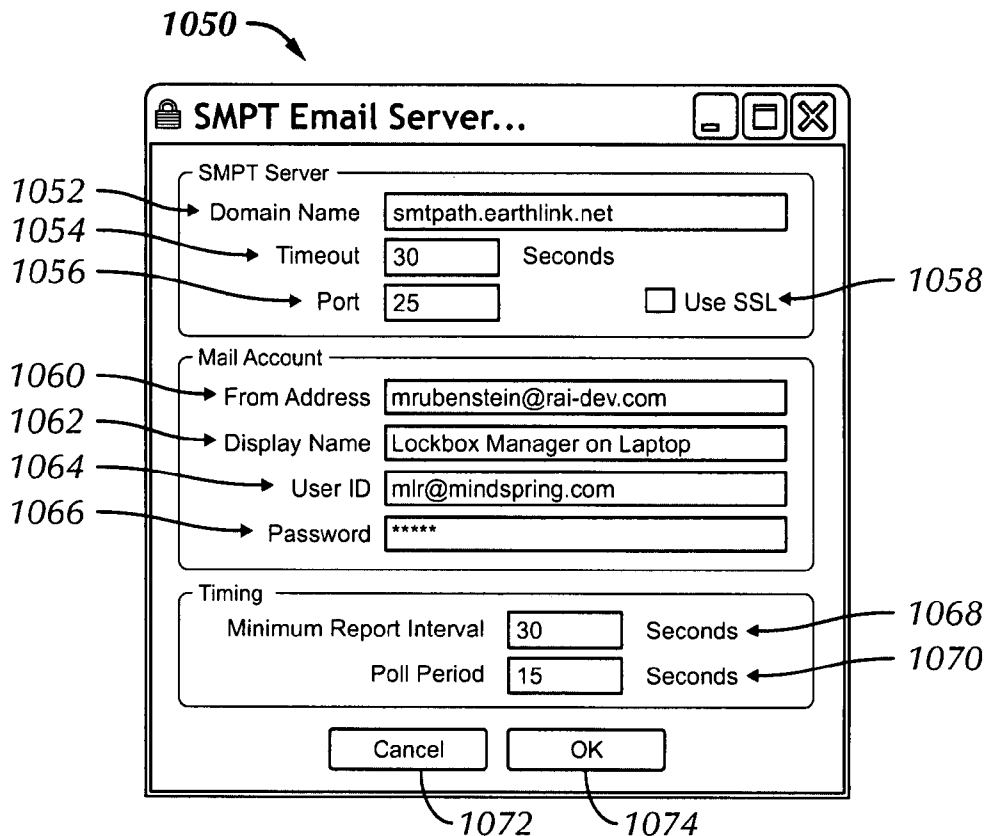 1050
SMPT Email Server...
SMPT Server
1052 Domain Name smtpath.earthlink.net
1054 Timeout 30 Seconds
1056 Port 25 Use SSL 1058
Mail Account
1060 From Address mrubenstein@rai-dev.com
1062 Display Name Lockbox Manager on Laptop
1064 User ID mlr@mindspring.com
1066 Password *****
Timing
Minimum Report Interval 30 Seconds 1068
Poll Period 15 Seconds 1070
Cancel OK
1072 1074